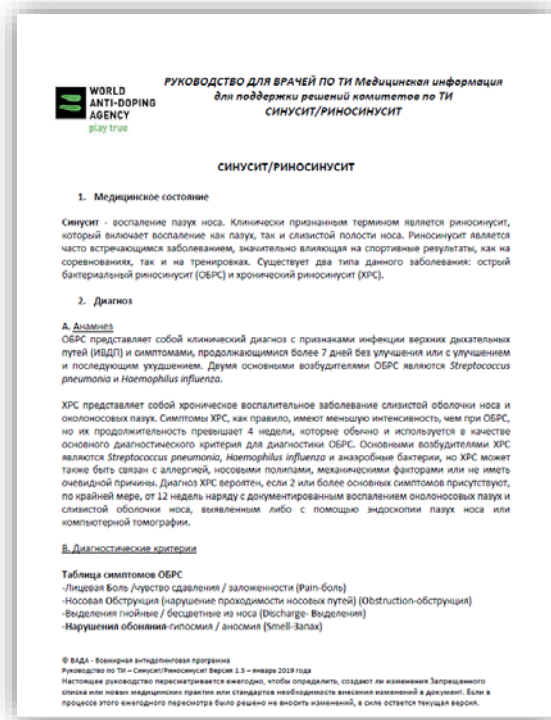 WORLD
ANTI-DOPING
AGENCY
play true
РУКОВОДСТВО ДЛЯ ВРАЧЕЙ ПО ТИ Медицинская информация
для поддержки решений комитетов по ТИ
СИНУСИТ/РИНОСИНУСИТ
СИНУСИТ/РИНОСИНУСИТ
1. Медицинское состояние
Синусит - воспаление пазух носа. Клинически признанным термином является риносинусит,
который включает воспаление как пазух, так и слизистой полости носа. Риносинусит является
часто встречающимся заболеванием, значительно влияющая на спортивные результаты, как на
соревнованиях, так и на тренировках. Существует два типа данного заболевания: острый
бактериальный риносинусит (ОБРС) и хронический риносинусит (ХРС).
2. Диагноз
А. Анамнез
ОБРС представляет собой клинический диагноз с признаками инфекции верхних дыхательных
путей (ИВДП) и симптомами, продолжающимися более 7 дней без улучшения или с улучшением
и последующим ухудшением. Двумя основными возбудителями ОБРС являются Streptococcus
pneumonia и Haemophilus influenza.
ХРС представляет собой хроническое воспалительное заболевание слизистой оболочки носа и
околоносовых пазух. Симптомы ХРС, как правило, имеют меньшую интенсивность, чем при ОБРС,
но их продолжительность превышает 4 недели, которые обычно и используется в качестве
основного диагностического критерия для диагностики ОБРС. Основными возбудителями ХРС
являются Streptococcus pneumonia, Haemophilus influenza и анаэробные бактерии, но ХРС может
также быть связан с аллергией, носовыми полипами, механическими факторами или не иметь
очевидной причины. Диагноз ХРС вероятен, если 2 или более основных симптомов присутствуют,
по крайней мере, от 12 недель наряду с документированным воспалением околоносовых пазух и
слизистой оболочки носа, выявленным либо с помощью эндоскопии пазух носа или
компьютерной томографии.
В. Диагностические критерии
Таблица симптомов ОБРС
-Лицевая Боль /чувство сдавления / заложенности (Pain-боль)
-Носовая Обструкция (нарушение проходимости носовых путей) (Obstruction-обструкция)
-Выделения гнойные / бесцветные из носа (Discharge- Выделения)
-Нарушения обоняния-гипосмия / аносмия (Smell-Запах)
© ВАДА - Всемирная антидопинговая программа
Руководство по ТИ – Синусит/Риносинусит Версия 1.5 – январь 2019 года
Настоящее руководство пересматривается ежегодно, чтобы определить, создают ли изменения Запрещенного
списка или новых медицинских практик или стандартов необходимость внесения изменений в документ. Если в
процессе этого ежегодного пересмотра было решено не вносить изменений, в силе остается текущая версия.